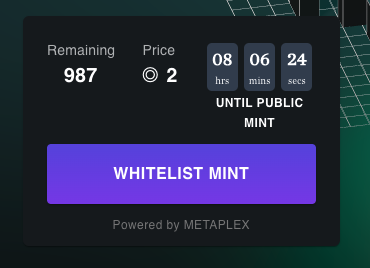 Remaining Price
987 2
08 06 24
hrs mins secs
UNTIL PUBLIC
MINT
WHITELIST MINT
Powered by METAPLEX